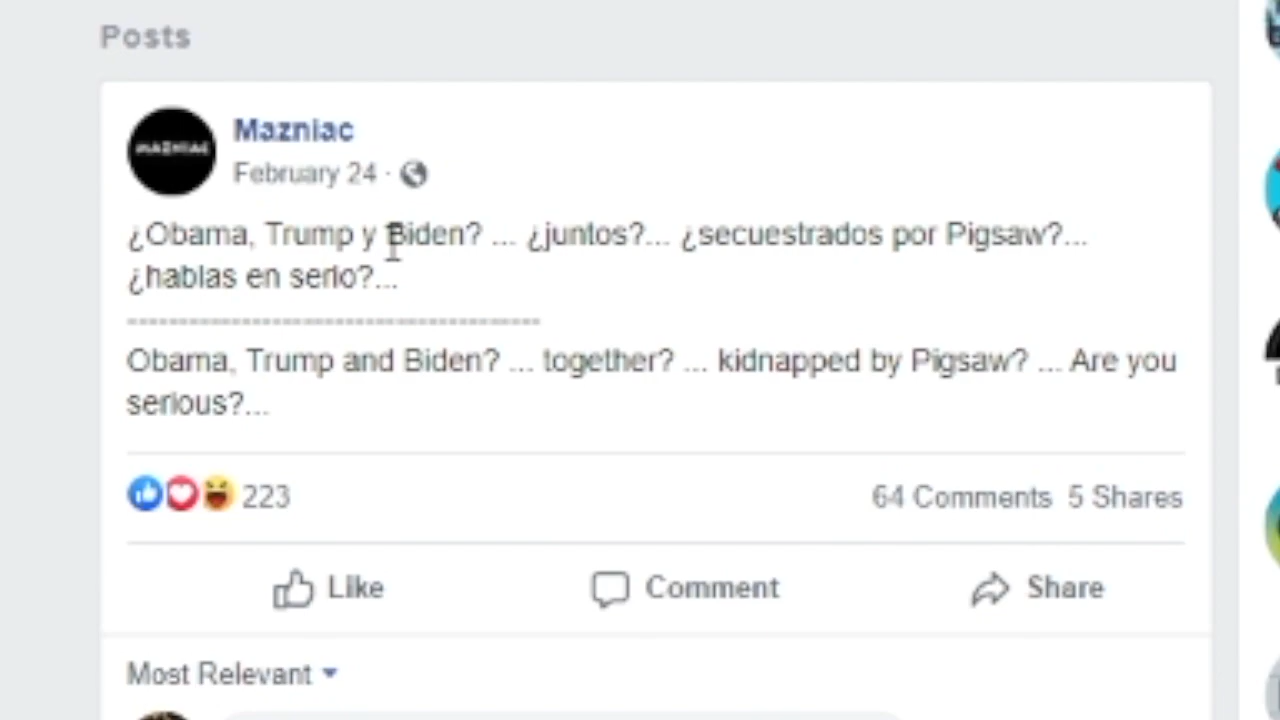 Posts
MAZNIAC
Mazniac
February 24 ·
¿Obama, Trump y Biden? ... ¿juntos?... ¿secuestrados por Pigsaw?...
¿hablas en serio?...
----------------------------------------
Obama, Trump and Biden? ... together? ... kidnapped by Pigsaw? ... Are you
serious?...
223
64 Comments 5 Shares
Like Comment Share
Most Relevant